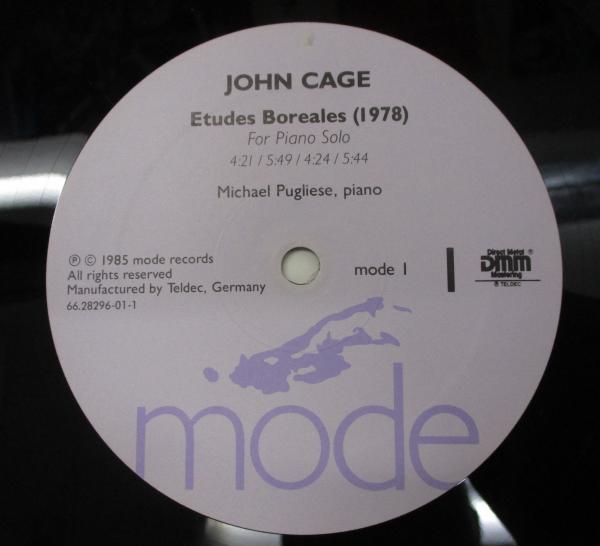 JOHN CAGE
Etudes Boreales (1978)
For Piano Solo
4:21 / 5:49 / 4:24 / 5:44
Michael Pugliese, piano
℗ © 1985 mode records
All rights reserved
Manufactured by Teldec, Germany
66.28296-01-1
mode 1
Direct Metal ®
DMM
Mastering
® TELDEC
mode